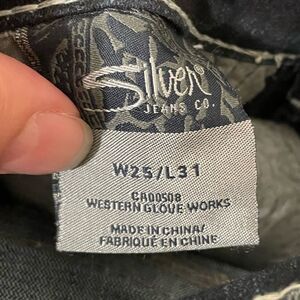 Silver
JEANS CO.
W25/L31
CA00508
WESTERN GLOVE WORKS
MADE IN CHINA/
FABRIQUÉ EN CHINE